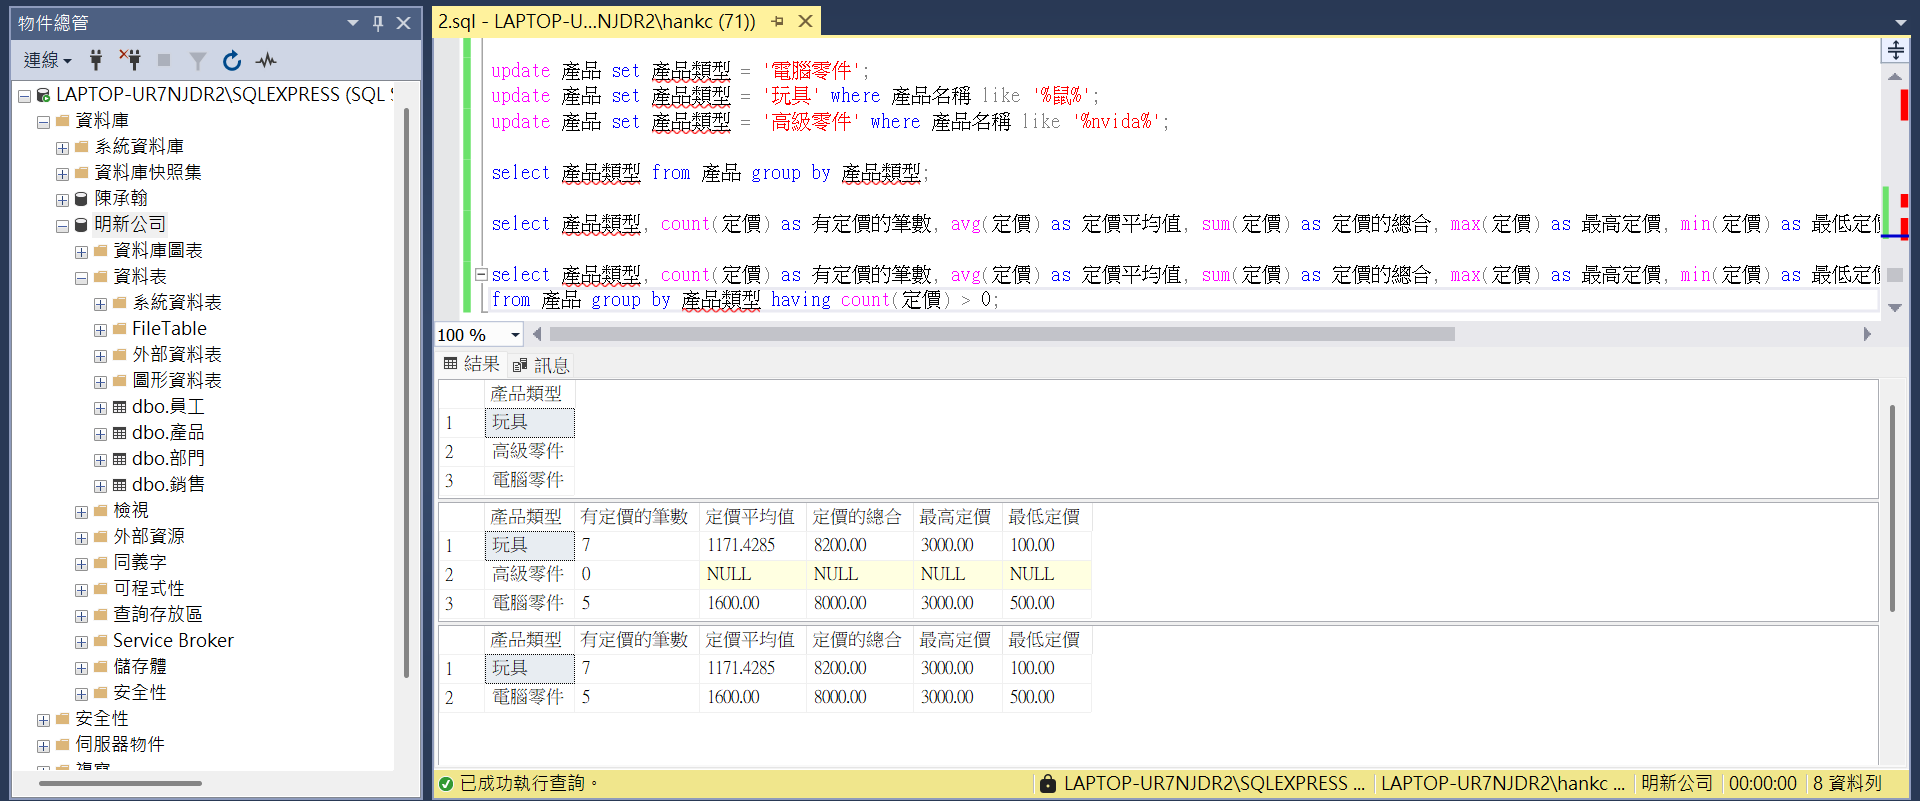 物件總管
連線
LAPTOP-UR7NJDR2\SQLEXPRESS (SQL S
資料庫
系統資料庫
資料庫快照集
陳承翰
明新公司
資料庫圖表
資料表
系統資料表
FileTable
外部資料表
圖形資料表
dbo.員工
dbo.產品
dbo.部門
dbo.銷售
檢視
外部資源
同義字
可程式性
查詢存放區
Service Broker
儲存體
安全性
安全性
伺服器物件
複寫
2.sql - LAPTOP-U...NJDR2\hankc (71))
update 產品 set 產品類型 = '電腦零件';
update 產品 set 產品類型 = '玩具' where 產品名稱 like '%鼠%';
update 產品 set 產品類型 = '高級零件' where 產品名稱 like '%nvida%';
select 產品類型 from 產品 group by 產品類型;
select 產品類型, count(定價) as 有定價的筆數, avg(定價) as 定價平均值, sum(定價) as 定價的總合, max(定價) as 最高定價, min(定價) as 最低定價
select 產品類型, count(定價) as 有定價的筆數, avg(定價) as 定價平均值, sum(定價) as 定價的總合, max(定價) as 最高定價, min(定價) as 最低定價
from 產品 group by 產品類型 having count(定價) > 0;
100 %
結果 訊息
產品類型
1 玩具
2 高級零件
3 電腦零件
產品類型 有定價的筆數 定價平均值 定價的總合 最高定價 最低定價
1 玩具 7 1171.4285 8200.00 3000.00 100.00
2 高級零件 0 NULL NULL NULL NULL
3 電腦零件 5 1600.00 8000.00 3000.00 500.00
產品類型 有定價的筆數 定價平均值 定價的總合 最高定價 最低定價
1 玩具 7 1171.4285 8200.00 3000.00 100.00
2 電腦零件 5 1600.00 8000.00 3000.00 500.00
已成功執行查詢。 LAPTOP-UR7NJDR2\SQLEXPRESS ... LAPTOP-UR7NJDR2\hankc ... 明新公司 00:00:00 8 資料列